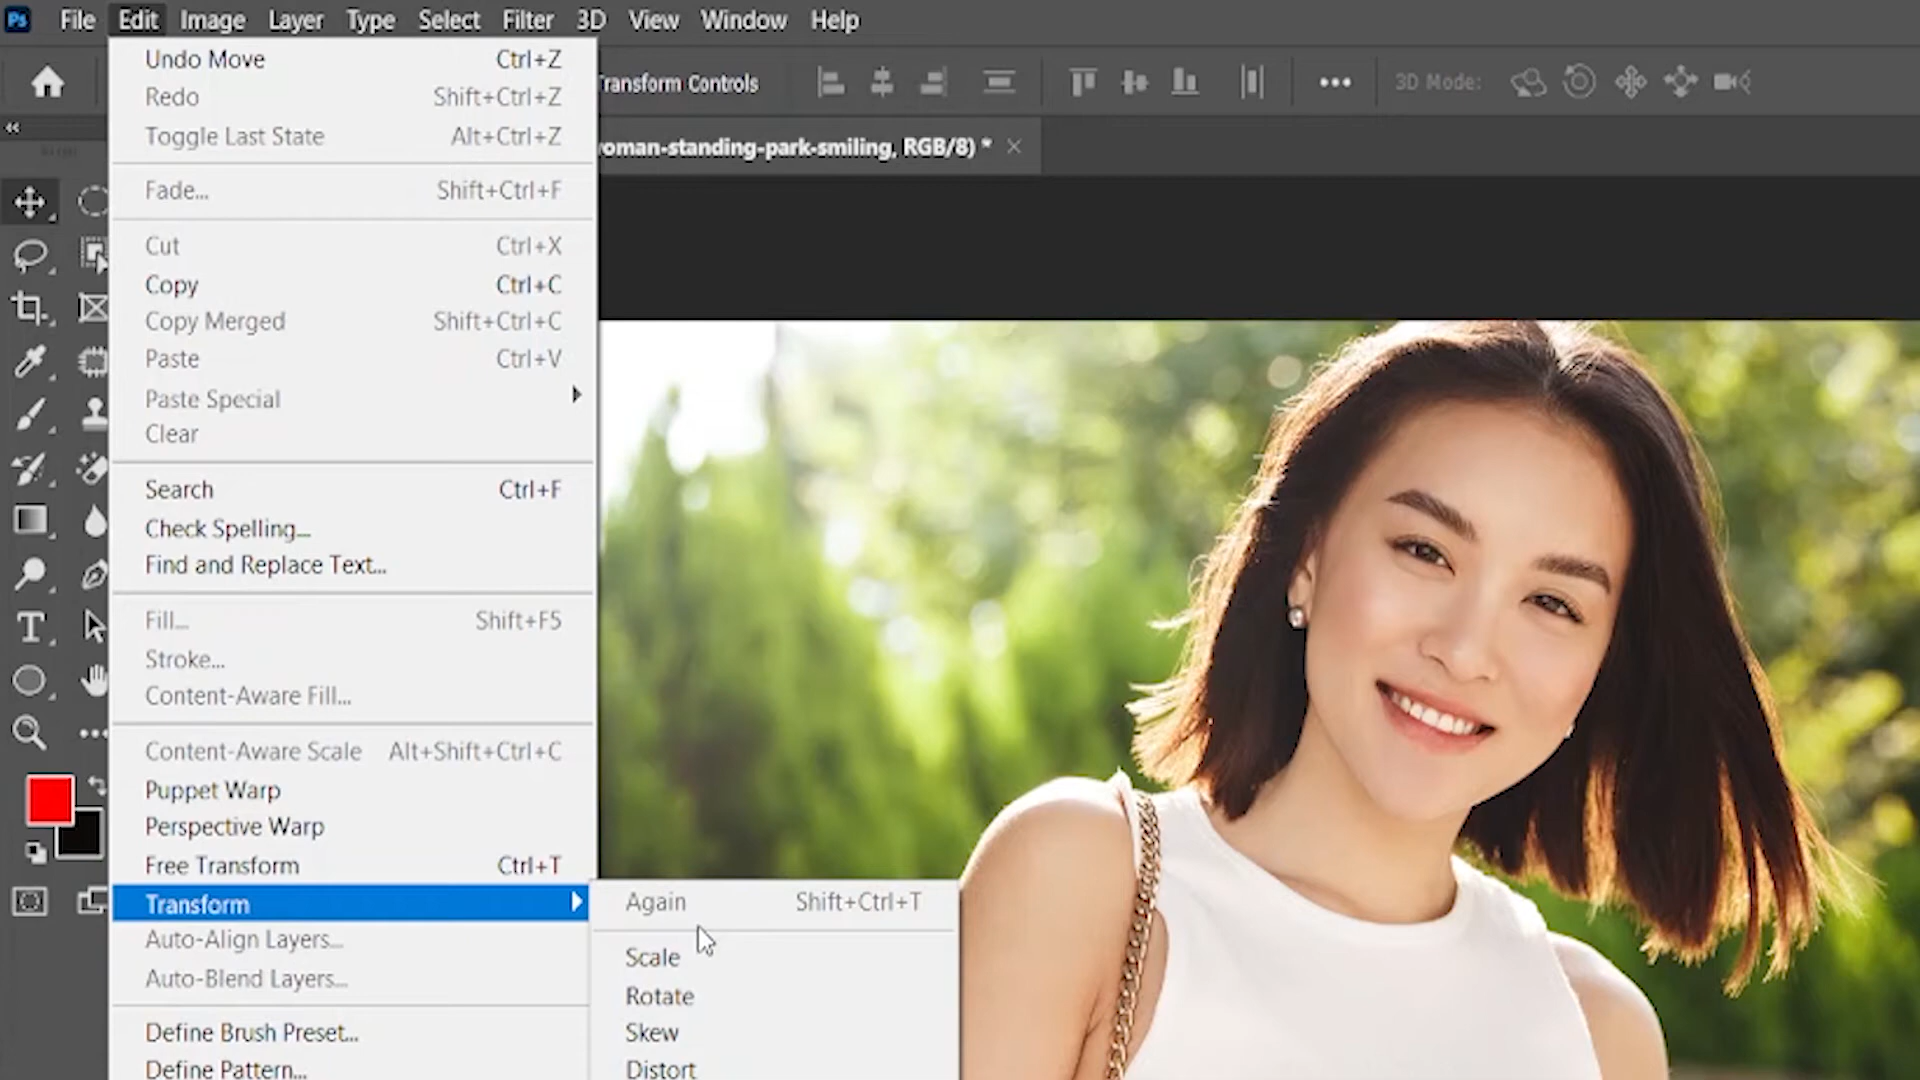 Ps File Edit Image Layer Type Select Filter 3D View Window Help
Transform Controls 3D Mode:
woman-standing-park-smiling, RGB/8) *
Undo Move Ctrl+Z
Redo Shift+Ctrl+Z
Toggle Last State Alt+Ctrl+Z
Fade... Shift+Ctrl+F
Cut Ctrl+X
Copy Ctrl+C
Copy Merged Shift+Ctrl+C
Paste Ctrl+V
Paste Special
Clear
Search Ctrl+F
Check Spelling...
Find and Replace Text...
Fill... Shift+F5
Stroke...
Content-Aware Fill...
Content-Aware Scale Alt+Shift+Ctrl+C
Puppet Warp
Perspective Warp
Free Transform Ctrl+T
Transform
Again Shift+Ctrl+T
Auto-Align Layers...
Scale
Auto-Blend Layers...
Rotate
Define Brush Preset...
Skew
Define Pattern...
Distort